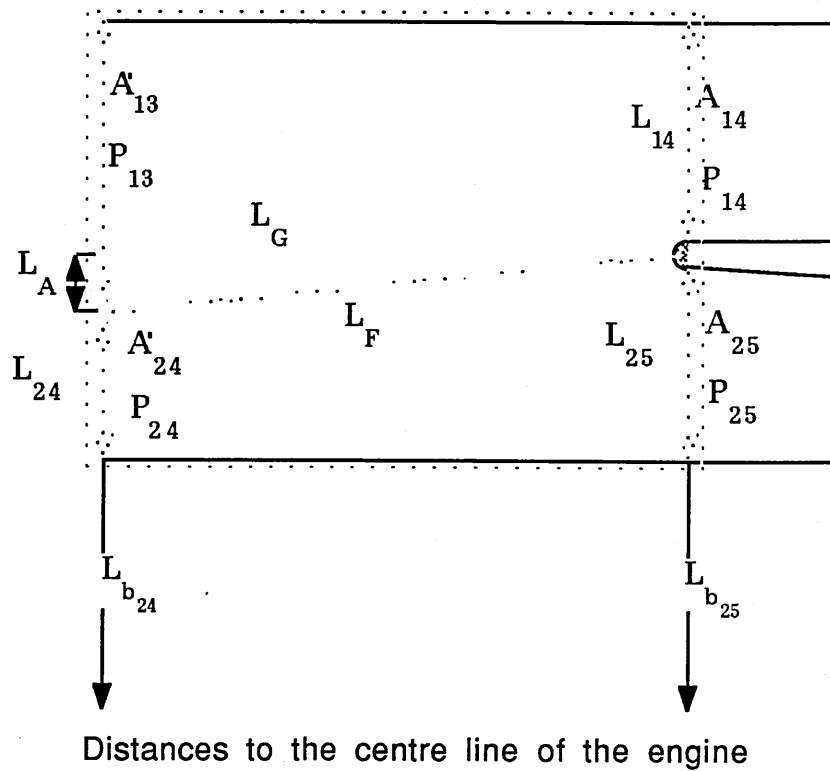 A'13
A14
L14
P13
P14
LG
LA
LF
A'24
A25
L25
L24
P24
P25
Lb24
Lb25
Distances to the centre line of the engine